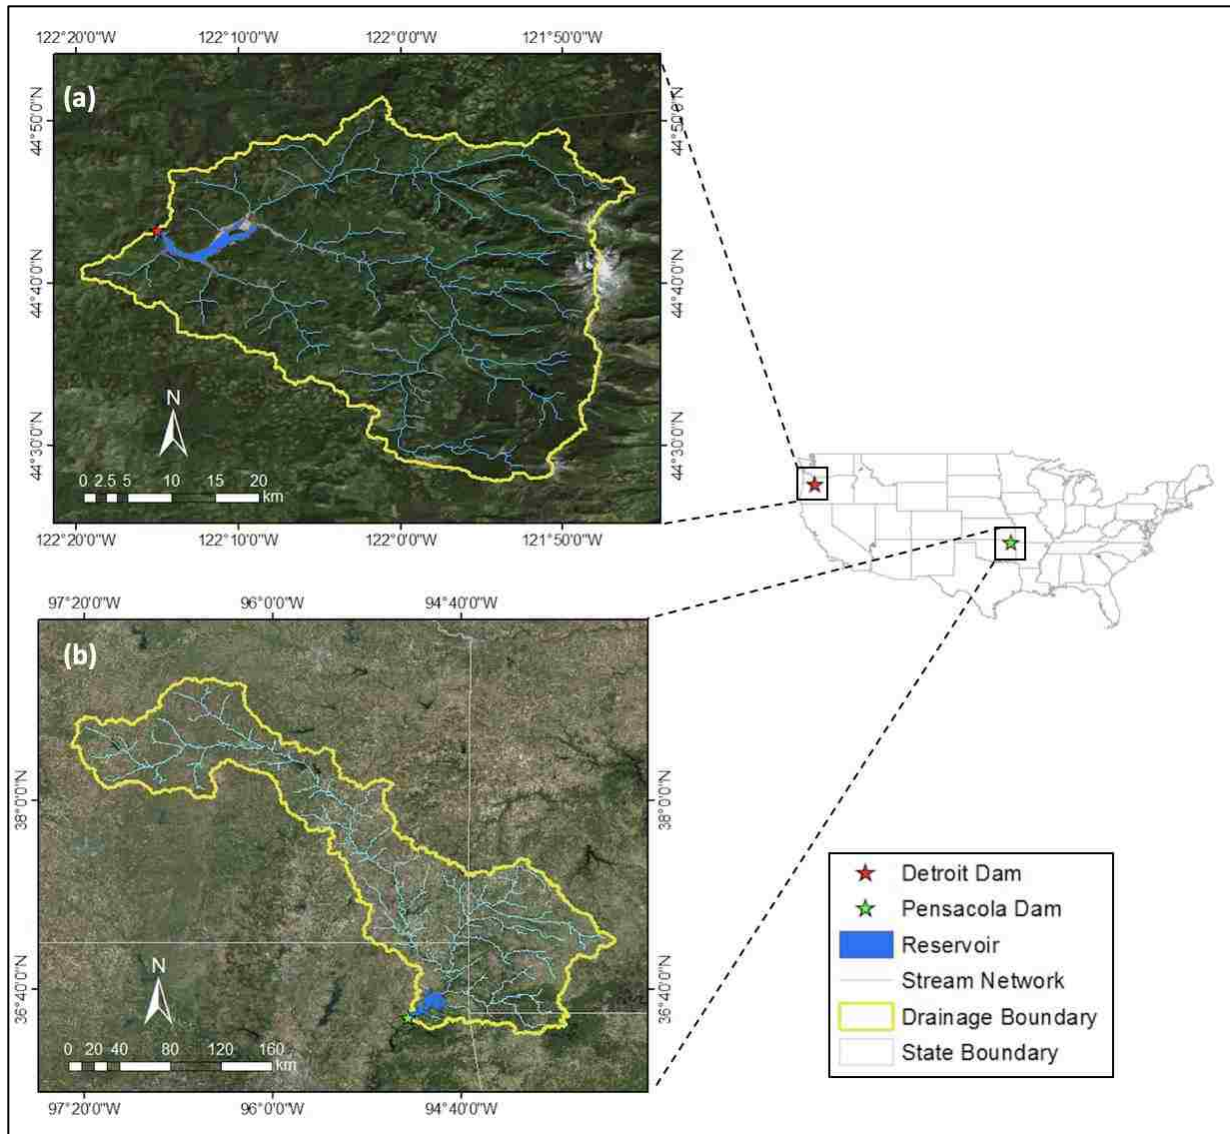 122°20'0"W 122°10'0"W 122°0'0"W 121°50'0"W
(a)
44°50'0"N
44°40'0"N
44°30'0"N
44°50'0"N
44°40'0"N
44°30'0"N
N
0 2.5 5 10 15 20
km
122°20'0"W 122°10'0"W 122°0'0"W 121°50'0"W
97°20'0"W 96°0'0"W 94°40'0"W
(b)
38°0'0"N
36°40'0"N
38°0'0"N
36°40'0"N
N
0 20 40 80 120 160
km
97°20'0"W 96°0'0"W 94°40'0"W
Detroit Dam
Pensacola Dam
Reservoir
Stream Network
Drainage Boundary
State Boundary